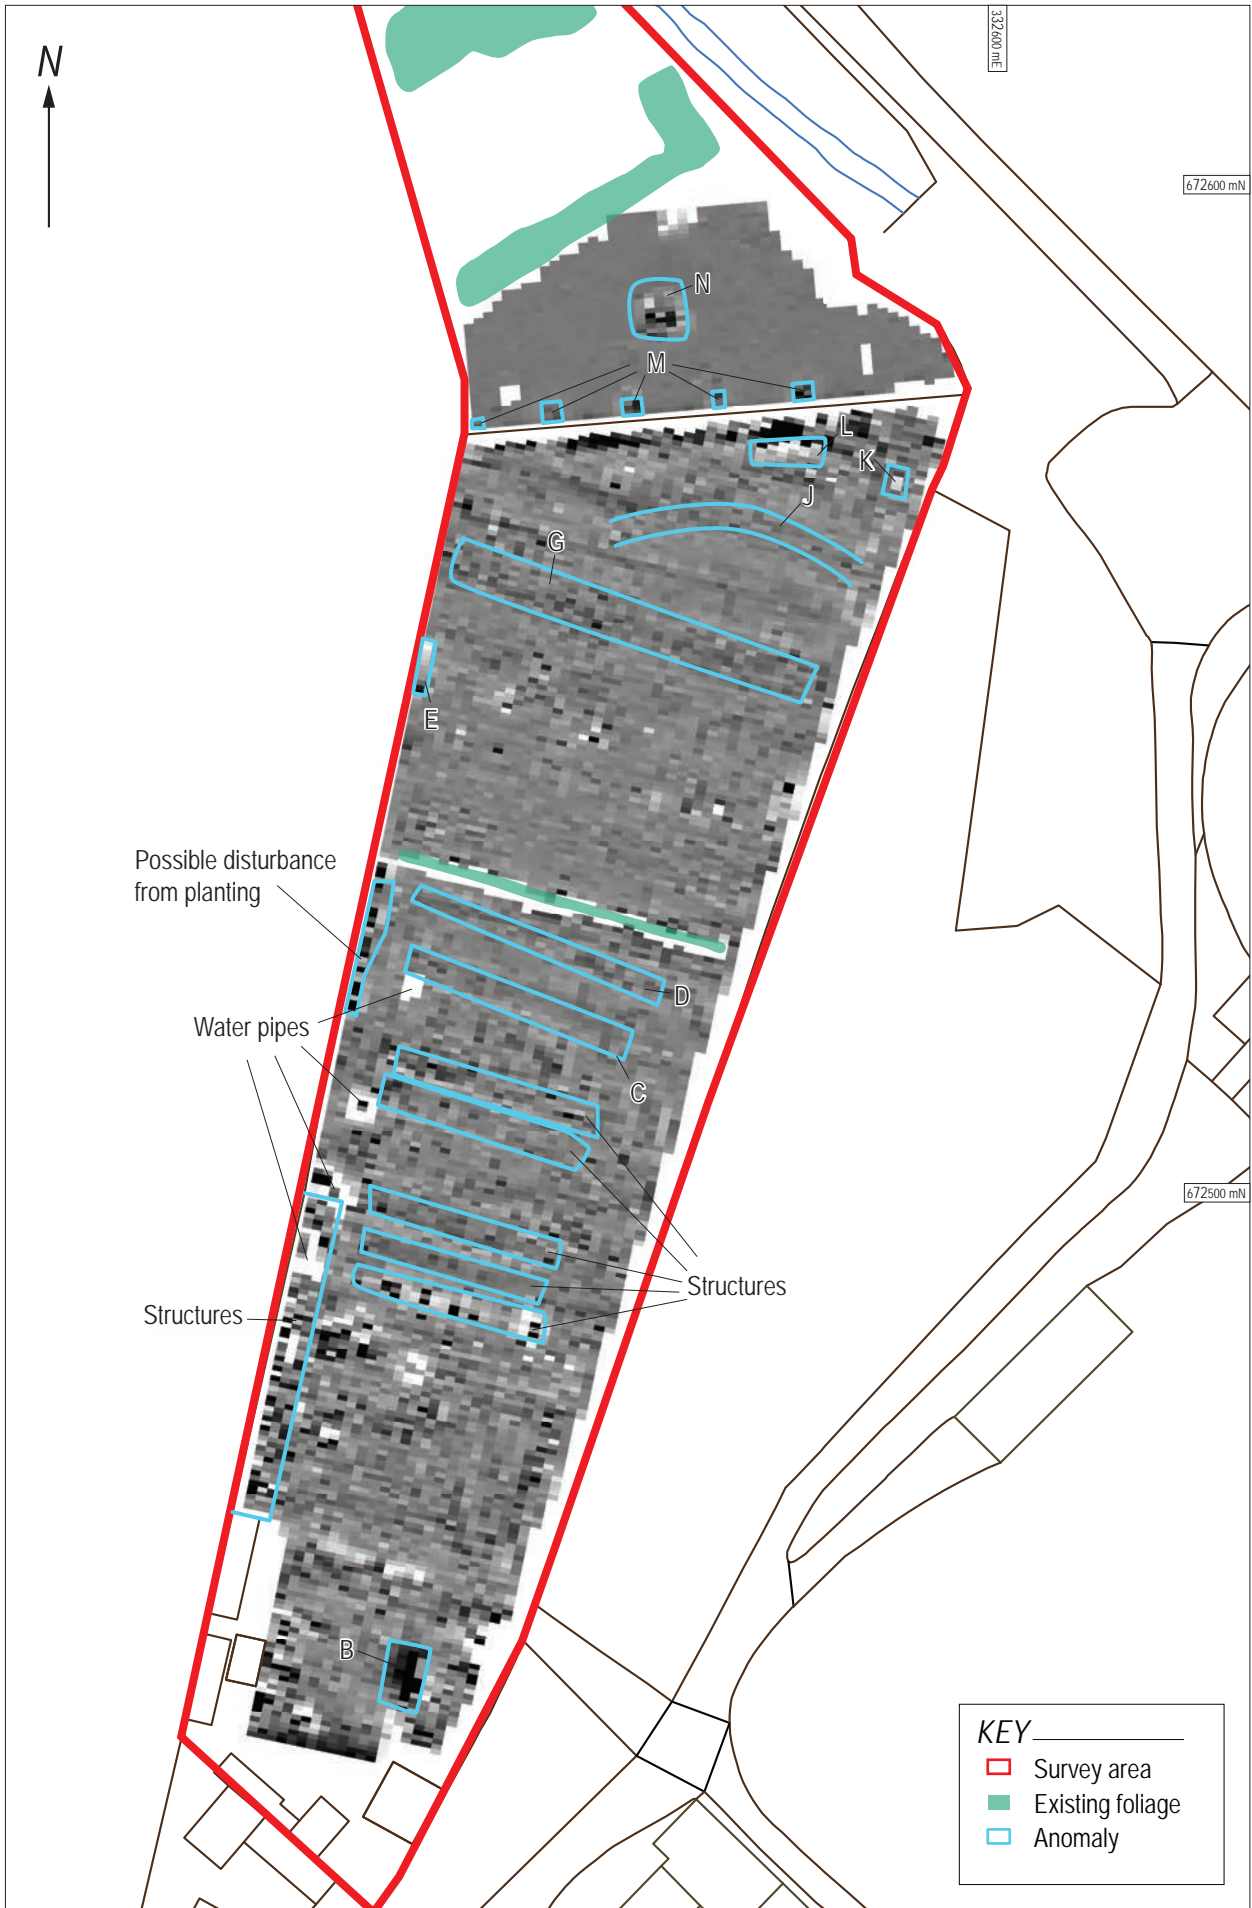 N
332600 mE
672600 mN
N
M
L
K
J
G
E
Possible disturbance
from planting
D
Water pipes
C
672500 mN
Structures
Structures
B
KEY
Survey area
Existing foliage
Anomaly